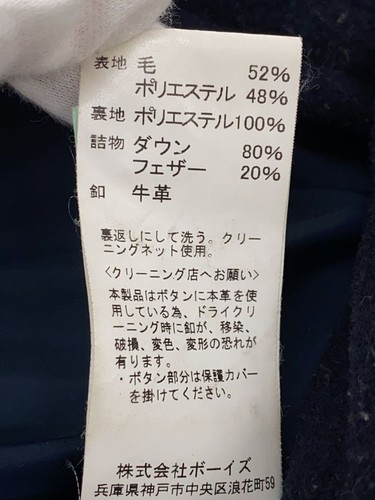 表地 毛 52%
ポリエステル 48%
裏地 ポリエステル100%
詰物 ダウン 80%
フェザー 20%
釦 牛革
裏返しにして洗う。クリー
ニングネット使用。
〈クリーニング店へお願い〉
本製品はボタンに本革を使
用している為、ドライクリ
ーニング時に釦が、移染、
破損、変色、変形の恐れが
有ります。
・ボタン部分は保護カバー
を掛けてください。
株式会社ボーイズ
兵庫県神戸市中央区浪花町59